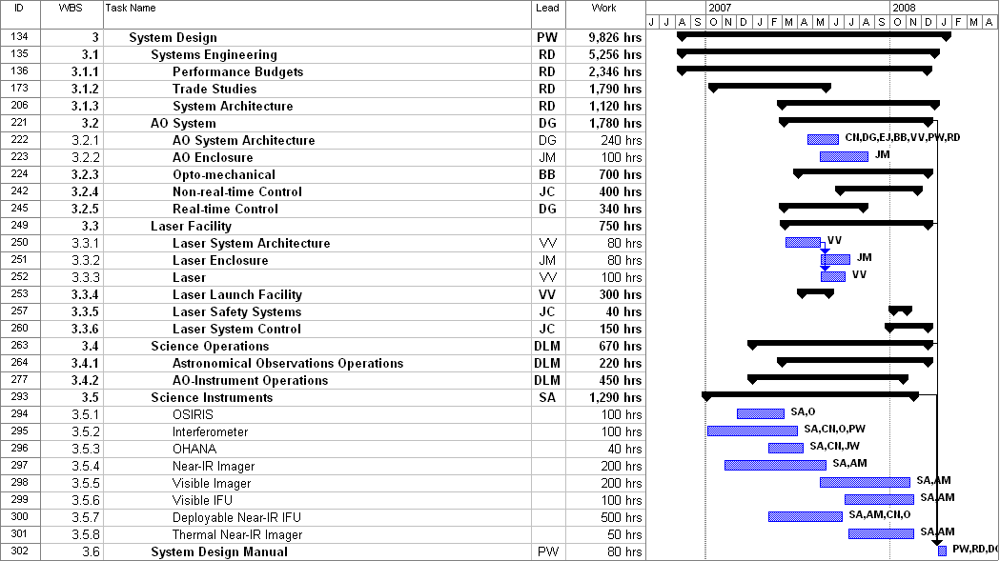 ID WBS Task Name Lead Work 2007 2008
J J A S O N D J F M A M J J A S O N D J F M A
134 3 System Design PW 9,826 hrs
135 3.1 Systems Engineering RD 5,256 hrs
136 3.1.1 Performance Budgets RD 2,346 hrs
173 3.1.2 Trade Studies RD 1,790 hrs
206 3.1.3 System Architecture RD 1,120 hrs
221 3.2 AO System DG 1,780 hrs
222 3.2.1 AO System Architecture DG 240 hrs CN,DG,EJ,BB,VV,PW,RD
223 3.2.2 AO Enclosure JM 100 hrs JM
224 3.2.3 Opto-mechanical BB 700 hrs
242 3.2.4 Non-real-time Control JC 400 hrs
245 3.2.5 Real-time Control DG 340 hrs
249 3.3 Laser Facility 750 hrs
250 3.3.1 Laser System Architecture VV 80 hrs VV
251 3.3.2 Laser Enclosure JM 80 hrs JM
252 3.3.3 Laser VV 100 hrs VV
253 3.3.4 Laser Launch Facility VV 300 hrs
257 3.3.5 Laser Safety Systems JC 40 hrs
260 3.3.6 Laser System Control JC 150 hrs
263 3.4 Science Operations DLM 670 hrs
264 3.4.1 Astronomical Observations Operations DLM 220 hrs
277 3.4.2 AO-Instrument Operations DLM 450 hrs
293 3.5 Science Instruments SA 1,290 hrs
294 3.5.1 OSIRIS 100 hrs SA,O
295 3.5.2 Interferometer 100 hrs SA,CN,O,PW
296 3.5.3 OHANA 40 hrs SA,CN,JW
297 3.5.4 Near-IR Imager 200 hrs SA,AM
298 3.5.5 Visible Imager 200 hrs SA,AM
299 3.5.6 Visible IFU 100 hrs SA,AM
300 3.5.7 Deployable Near-IR IFU 500 hrs SA,AM,CN,O
301 3.5.8 Thermal Near-IR Imager 50 hrs SA,AM
302 3.6 System Design Manual PW 80 hrs PW,RD,DG